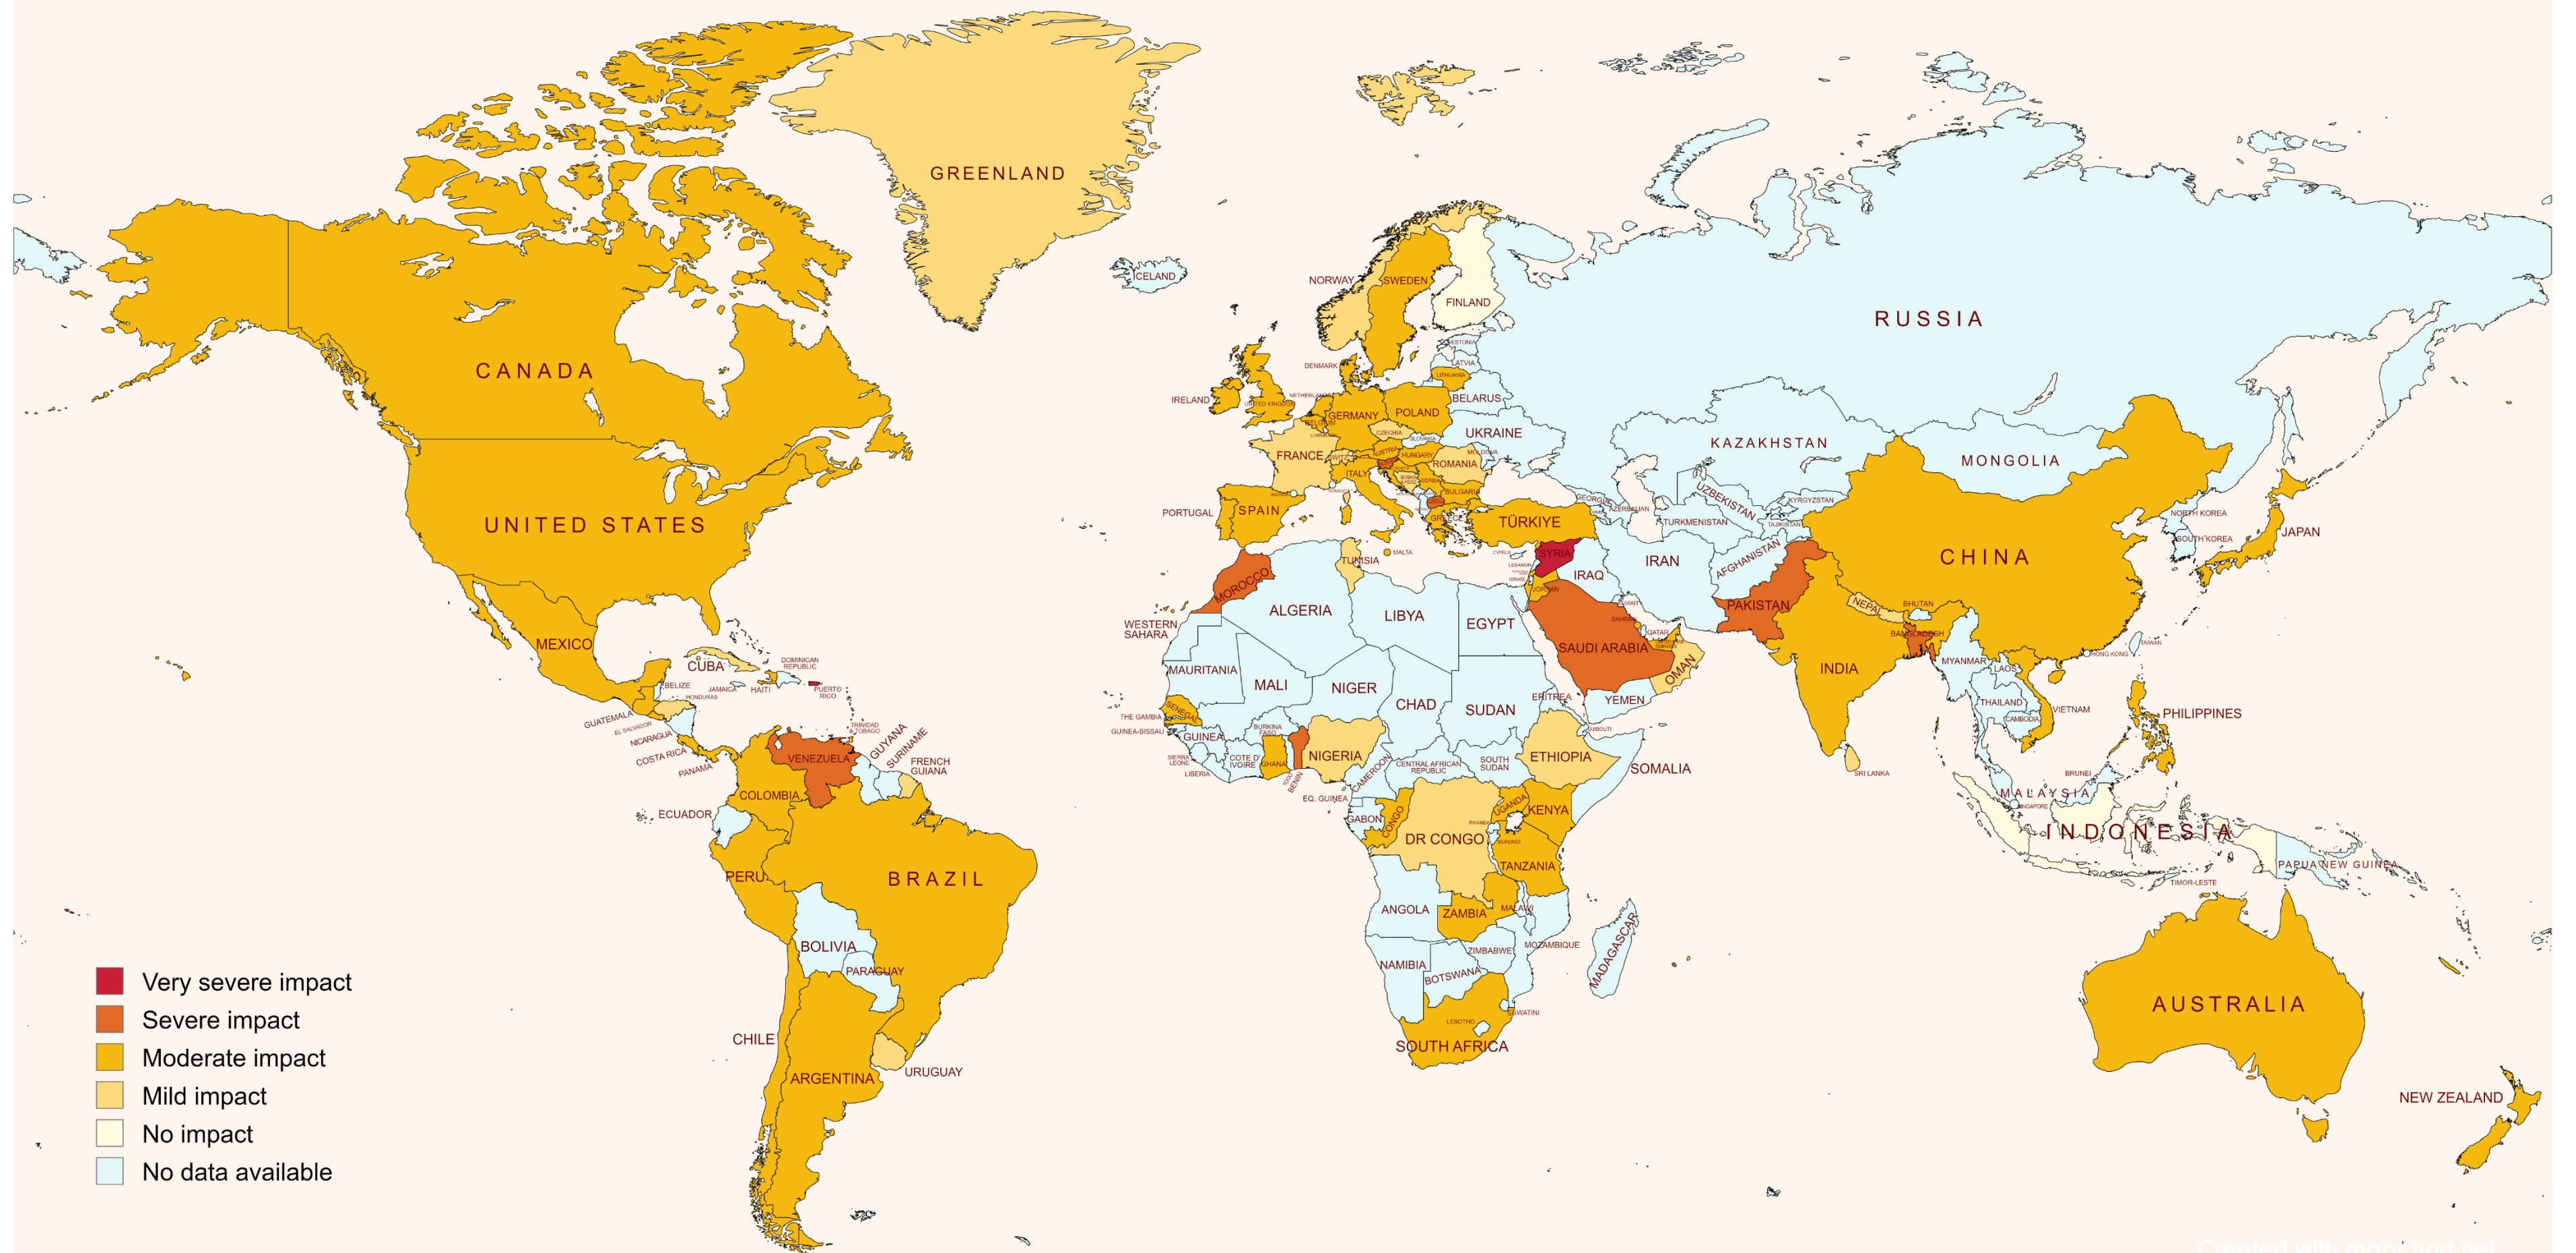 GREENLAND
ICELAND
NORWAY
SWEDEN
FINLAND
RUSSIA
CANADA
ESTONIA
LATVIA
LITHUANIA
DENMARK
IRELAND
UNITED KINGDOM
NETHERLANDS
GERMANY
POLAND
BELARUS
BELGIUM
CZECHIA
SLOVAKIA
UKRAINE
KAZAKHSTAN
MONGOLIA
FRANCE
AUSTRIA
HUNGARY
MOLDOVA
ROMANIA
ITALY
SERBIA
BULGARIA
GEORGIA
UZBEKISTAN
KYRGYZSTAN
PORTUGAL
SPAIN
GREECE
TÜRKIYE
AZERBAIJAN
TURKMENISTAN
TAJIKISTAN
NORTH KOREA
SOUTH KOREA
JAPAN
UNITED STATES
CHINA
MALTA
TUNISIA
CYPRUS
SYRIA
LEBANON
ISRAEL
IRAQ
IRAN
AFGHANISTAN
JORDAN
KUWAIT
MOROCCO
ALGERIA
LIBYA
EGYPT
PAKISTAN
NEPAL
BHUTAN
BAHRAIN
QATAR
BANGLADESH
WESTERN
SAHARA
SAUDI ARABIA
OMAN
INDIA
MYANMAR
LAOS
HONG KONG
TAIWAN
MEXICO
CUBA
DOMINICAN
REPUBLIC
BELIZE
JAMAICA
HAITI
PUERTO
RICO
HONDURAS
GUATEMALA
EL SALVADOR
NICARAGUA
COSTA RICA
PANAMA
TRINIDAD
& TOBAGO
GUYANA
SURINAME
FRENCH
GUIANA
VENEZUELA
COLOMBIA
ECUADOR
PERU
BRAZIL
BOLIVIA
PARAGUAY
CHILE
ARGENTINA
URUGUAY
MAURITANIA
MALI
NIGER
CHAD
SUDAN
ERITREA
YEMEN
DJIBOUTI
SENEGAL
THE GAMBIA
GUINEA-BISSAU
GUINEA
SIERRA
LEONE
LIBERIA
COTE D'
IVOIRE
BURKINA
FASO
GHANA
TOGO
BENIN
NIGERIA
CAMEROON
CENTRAL AFRICAN
REPUBLIC
SOUTH
SUDAN
ETHIOPIA
SOMALIA
EQ. GUINEA
GABON
CONGO
DR CONGO
UGANDA
KENYA
RWANDA
BURUNDI
TANZANIA
ANGOLA
ZAMBIA
MALAWI
MOZAMBIQUE
ZIMBABWE
NAMIBIA
BOTSWANA
MADAGASCAR
ESWATINI
LESOTHO
SOUTH AFRICA
THAILAND
CAMBODIA
VIETNAM
PHILIPPINES
SRI LANKA
BRUNEI
MALAYSIA
SINGAPORE
INDONESIA
PAPUA NEW GUINEA
TIMOR-LESTE
AUSTRALIA
NEW ZEALAND
Very severe impact
Severe impact
Moderate impact
Mild impact
No impact
No data available
Created with mapchart.net